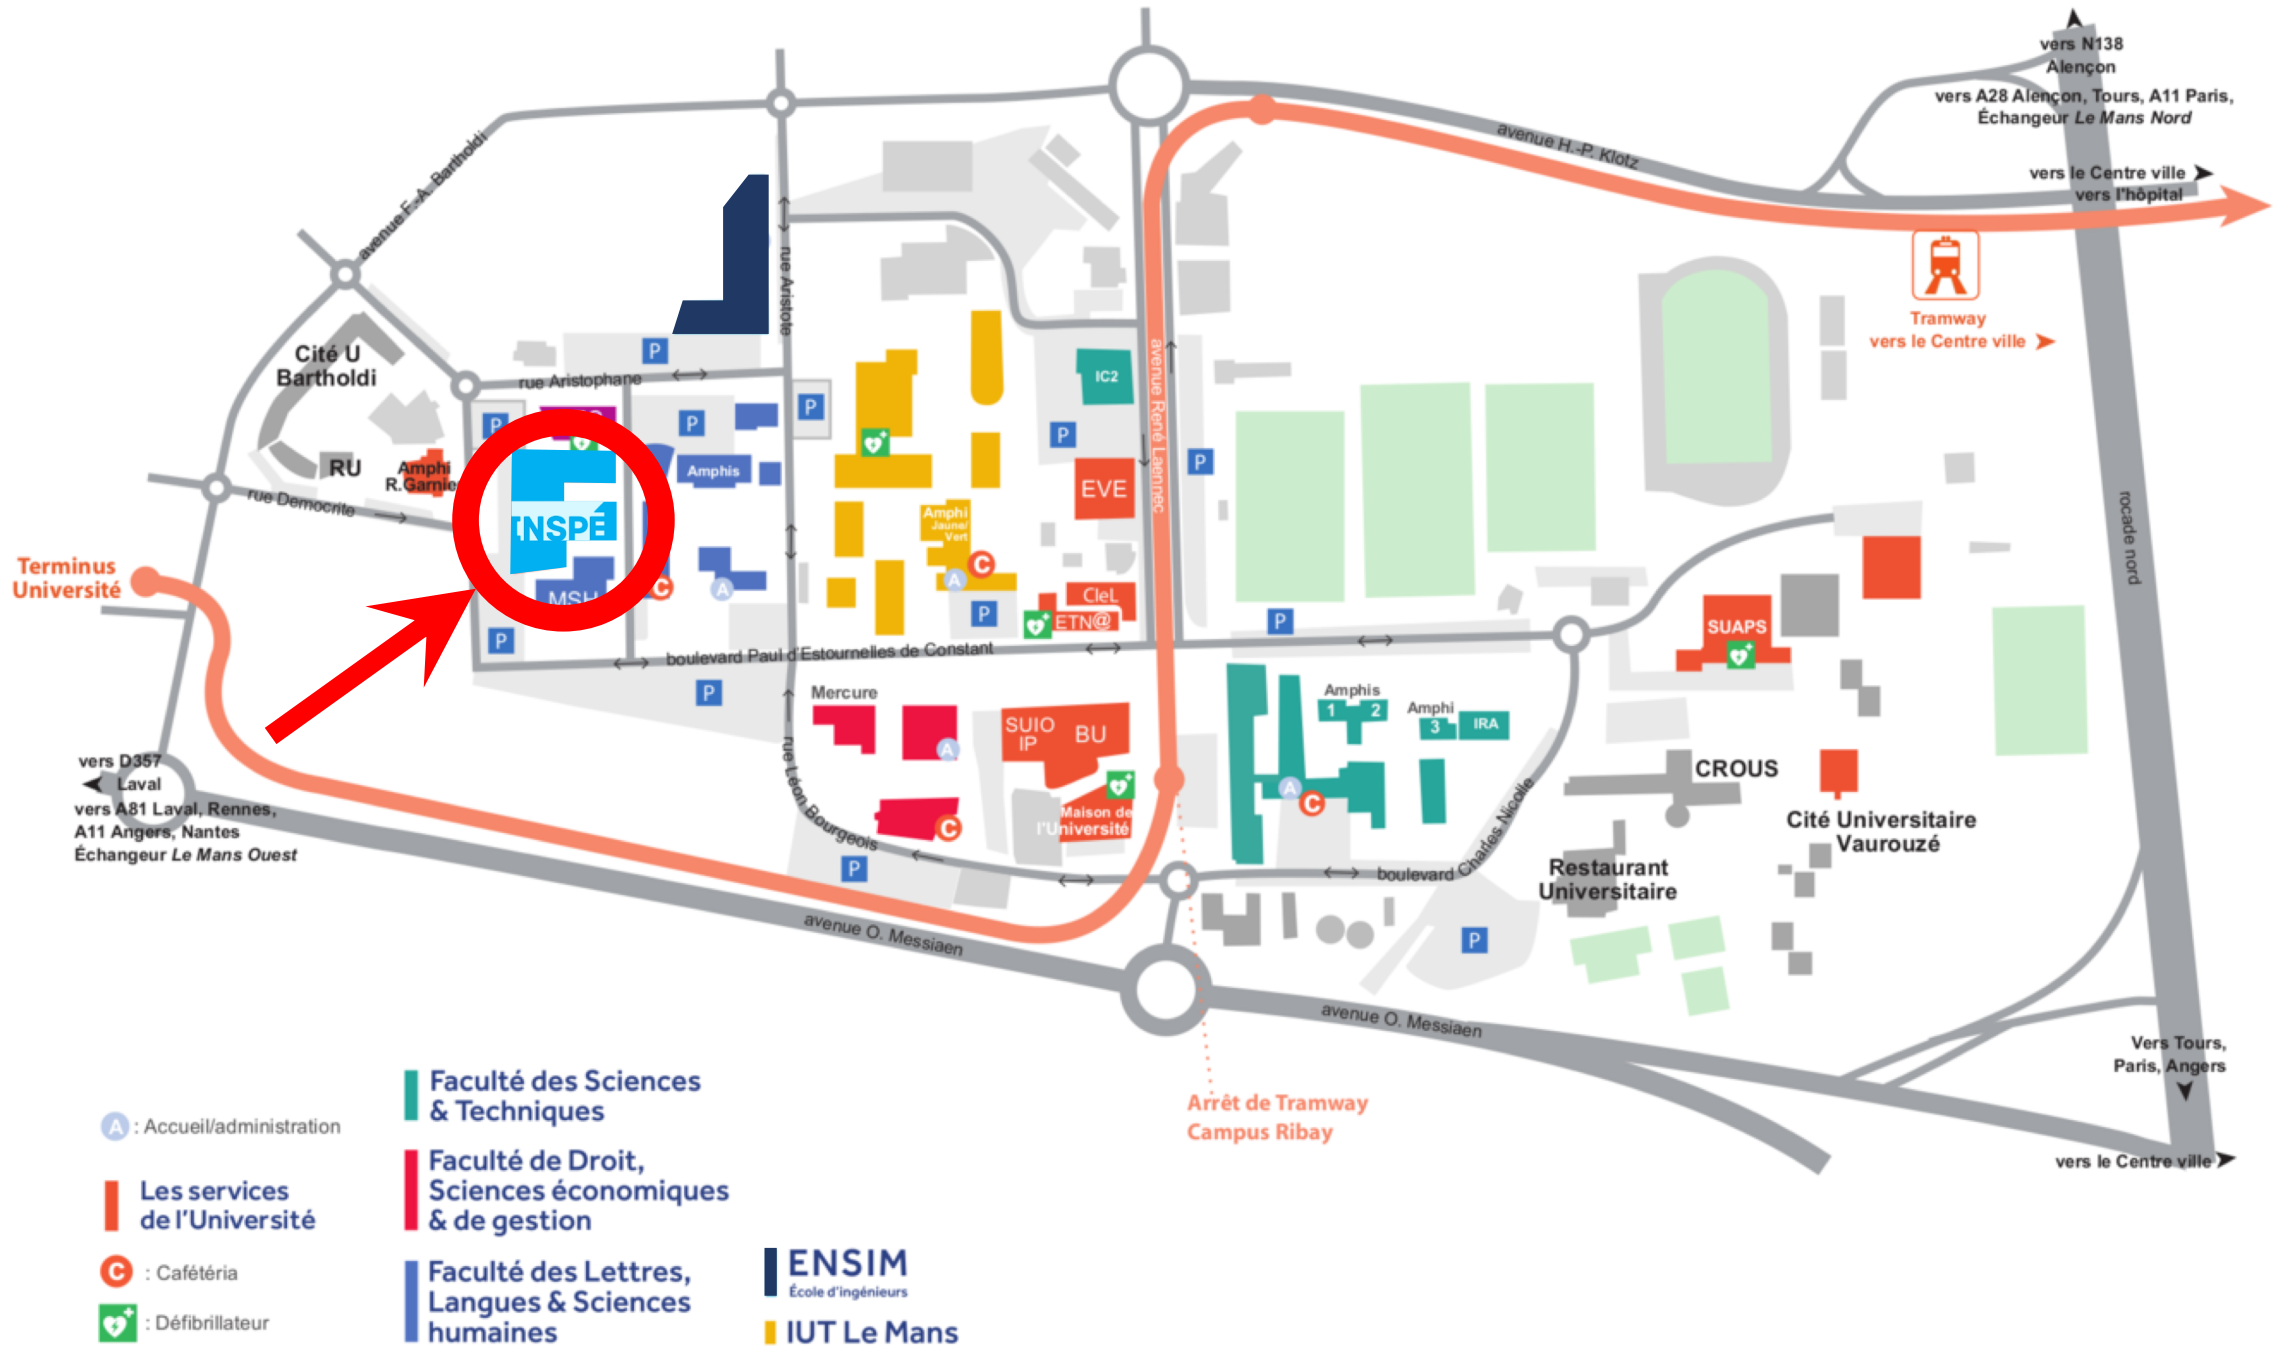 vers N138
Alençon
vers A28 Alençon, Tours, A11 Paris,
Échangeur Le Mans Nord
avenue H.-P. Klotz
vers le Centre ville
vers l'hôpital
Tramway
vers le Centre ville
avenue F.-A. Bartholdi
rue Aristote
Cité U
Bartholdi
P
rue Aristophane
P
P
P
IC2
P
P
avenue René Laennec
rocade nord
RU
Amphi
R.Garnie
Amphis
EVE
rue Démocrite
INSPÉ
Amphi
Jaune/
Vert
C
A
Terminus
Université
MSH
C
A
P
CleL
ETN@
P
SUAPS
P
boulevard Paul d'Estournelles de Constant
P
Mercure
A
SUIO
IP
BU
Amphis
1 2
Amphi
3
IRA
rue Léon Bourgeois
C
Maison de
l'Université
A
C
CROUS
Cité Universitaire
Vaurouzé
vers D357
Laval
vers A81 Laval, Rennes,
A11 Angers, Nantes
Échangeur Le Mans Ouest
P
boulevard Charles Nicolle
Restaurant
Universitaire
P
avenue O. Messiaen
avenue O. Messiaen
Vers Tours,
Paris, Angers
Arrêt de Tramway
Campus Ribay
vers le Centre ville
A : Accueil/administration
Les services
de l'Université
C : Cafétéria
: Défibrillateur
Faculté des Sciences
& Techniques
Faculté de Droit,
Sciences économiques
& de gestion
Faculté des Lettres,
Langues & Sciences
humaines
ENSIM
École d'ingénieurs
IUT Le Mans